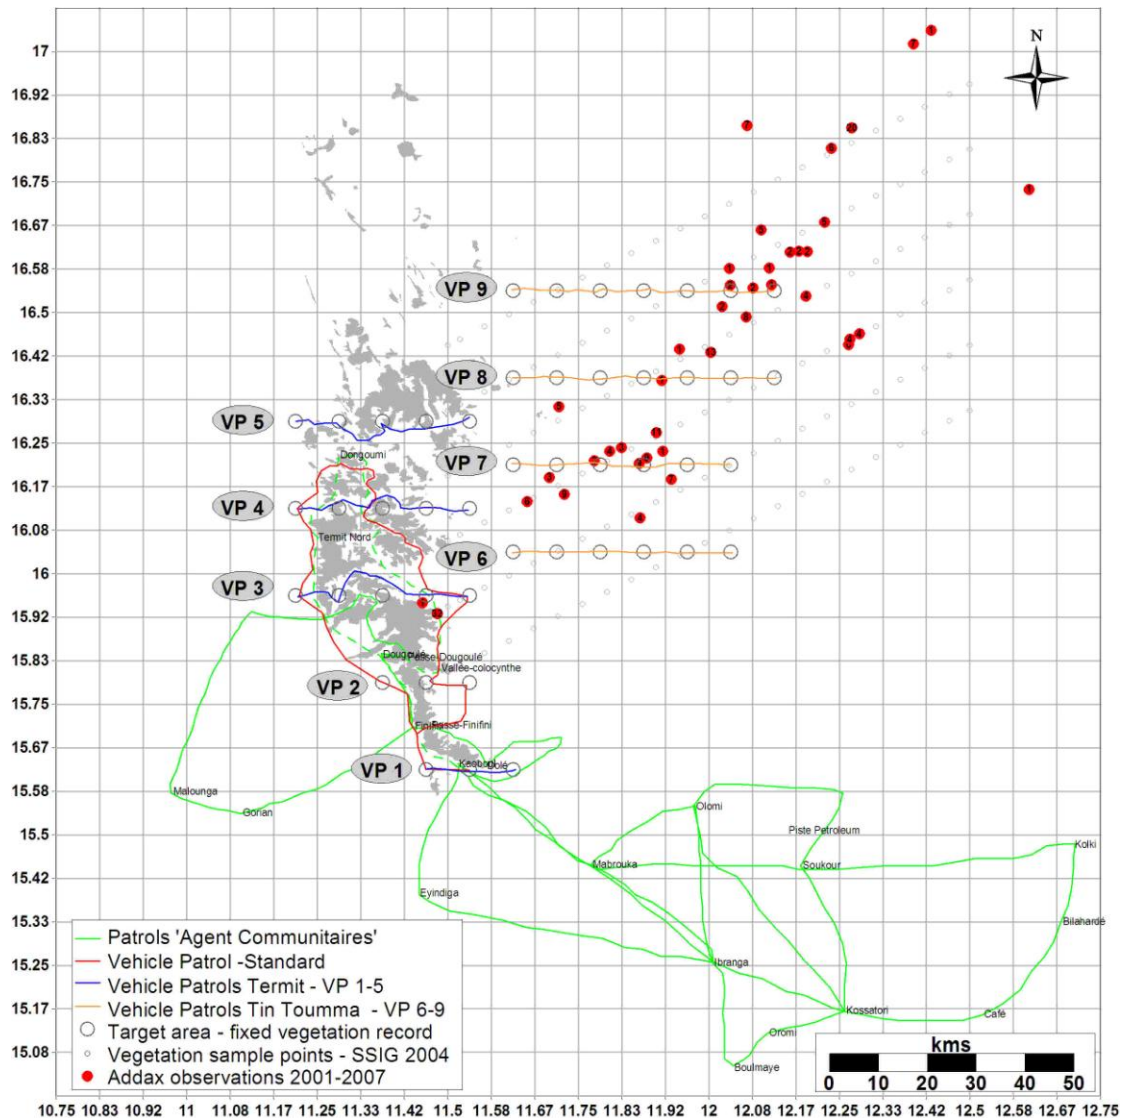 N
17
16.92
16.83
16.75
16.67
16.58
16.5
16.42
16.33
16.25
16.17
16.08
16
15.92
15.83
15.75
15.67
15.58
15.5
15.42
15.33
15.25
15.17
15.08
VP 9
VP 8
VP 5
VP 7
VP 4
VP 6
VP 3
VP 2
VP 1
Dongoumi
Termit Nord
Dougoulé
Passe-Dougoulé
Vallée-colocynthe
Passe-Finifini
Malounga
Gorian
Olomi
Piste Petroleum
Kolki
Mabrouka
Soukour
Eyindiga
Bilahardé
Ibranga
Kossatori
Café
Oromi
Boulmaye
Patrols 'Agent Communitaires'
Vehicle Patrol -Standard
Vehicle Patrols Termit - VP 1-5
Vehicle Patrols Tin Toumma - VP 6-9
Target area - fixed vegetation record
Vegetation sample points - SSIG 2004
Addax observations 2001-2007
kms
0 10 20 30 40 50
10.75 10.83 10.92 11 11.08 11.17 11.25 11.33 11.42 11.5 11.58 11.67 11.75 11.83 11.92 12 12.08 12.17 12.25 12.33 12.42 12.5 12.58 12.67 12.75